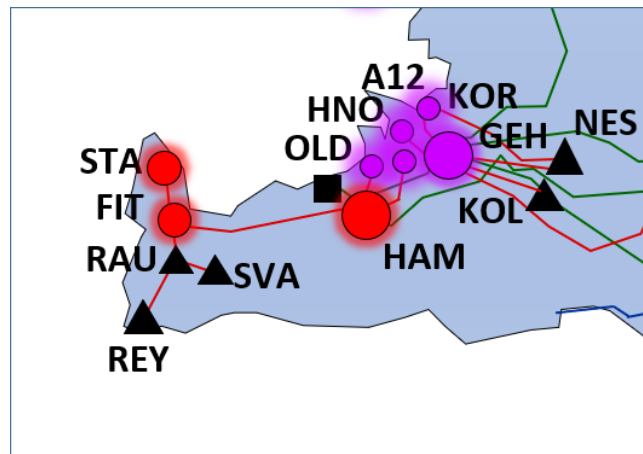 A12
KOR
HNO
GEH
NES
OLD
STA
FIT
KOL
RAU
SVA
HAM
REY